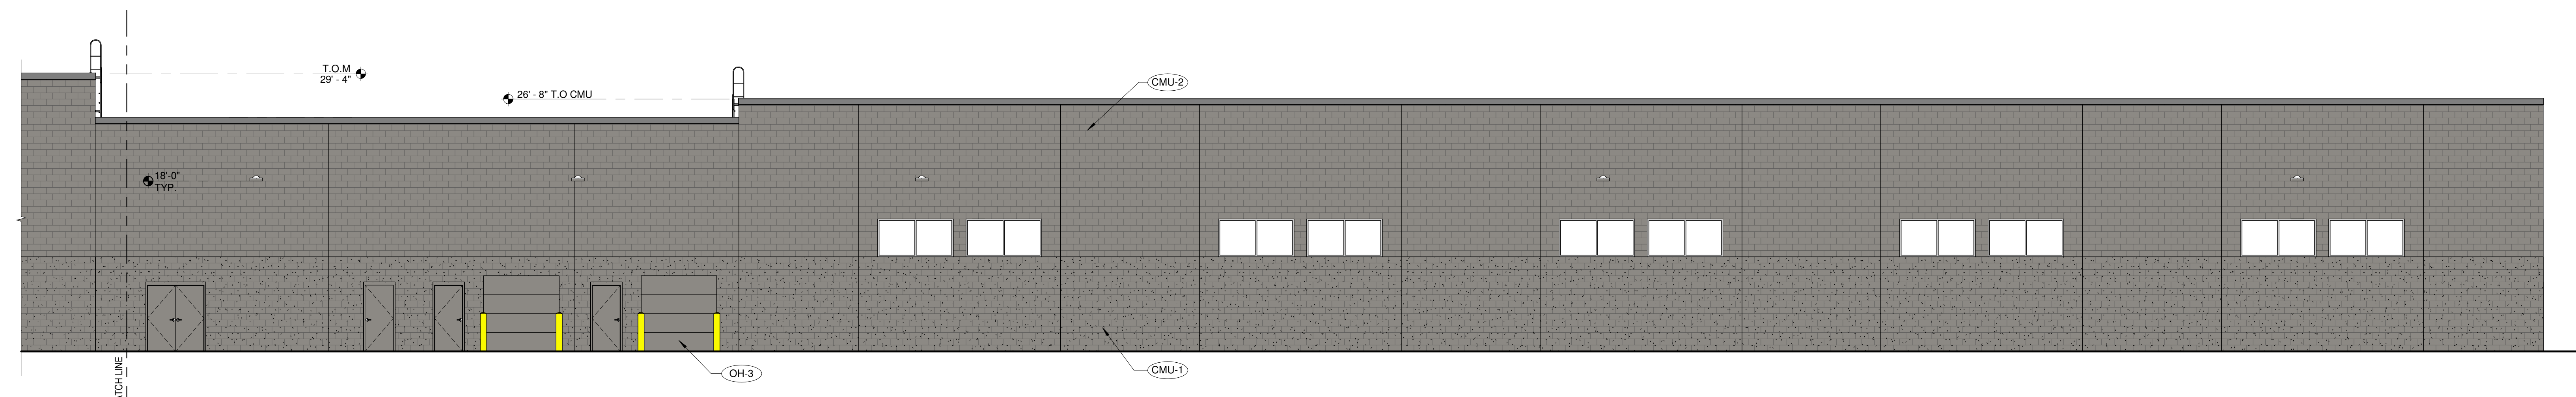 T.O.M
29' - 4"
26' - 8" T.O CMU
CMU-2
18'-0"
TYP.
OH-3
CMU-1
ATCH LINE